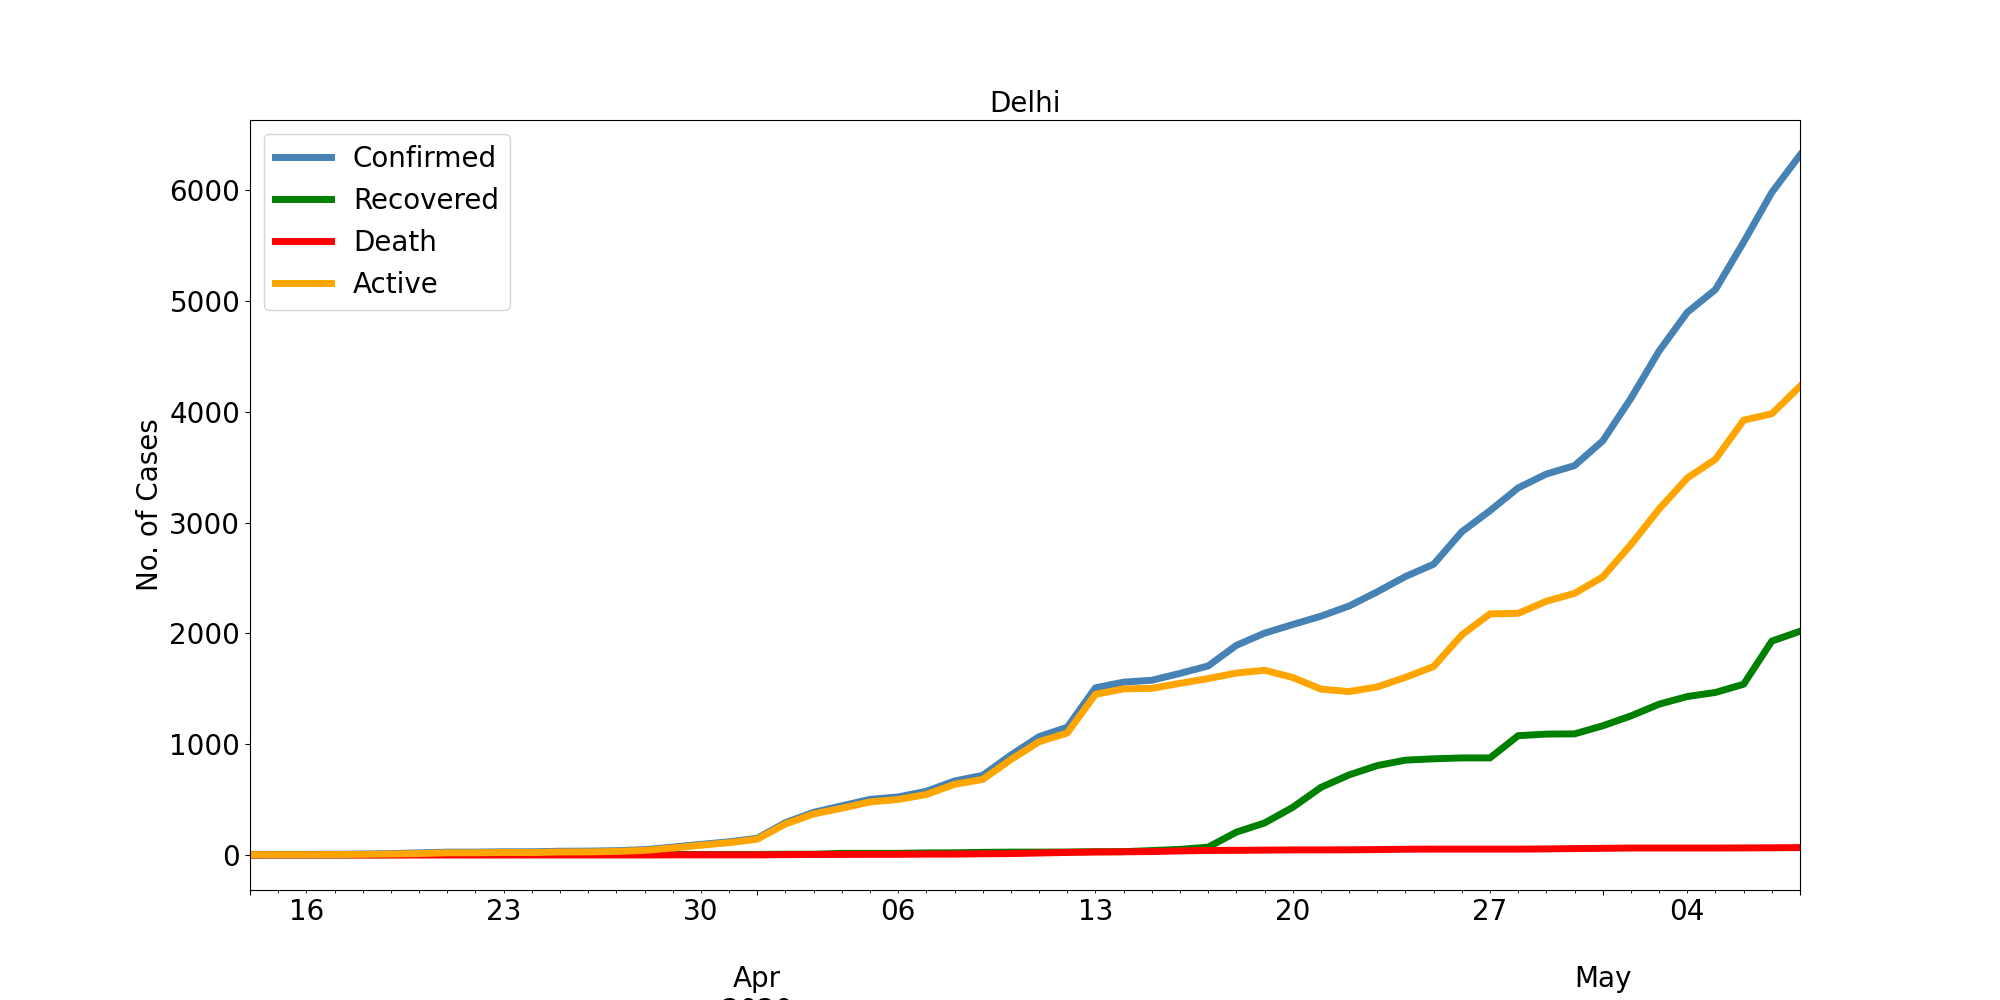 Delhi
Confirmed
Recovered
Death
Active
6000
5000
4000
3000
2000
1000
0
No. of Cases
16 23 30 06 13 20 27 04
Apr May
2020